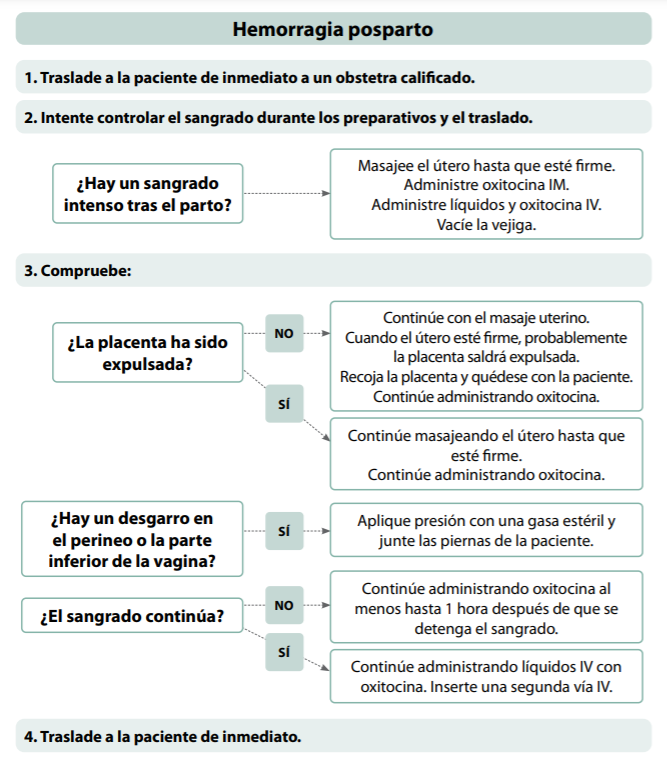 Hemorragia posparto
1. Traslade a la paciente de inmediato a un obstetra calificado.
2. Intente controlar el sangrado durante los preparativos y el traslado.
¿Hay un sangrado
intenso tras el parto?
Masajee el útero hasta que esté firme.
Administre oxitocina IM.
Administre líquidos y oxitocina IV.
Vacíe la vejiga.
3. Compruebe:
¿La placenta ha sido
expulsada?
NO
Continúe con el masaje uterino.
Cuando el útero esté firme, probablemente
la placenta saldrá expulsada.
Recoja la placenta y quédese con la paciente.
Continúe administrando oxitocina.
SÍ
Continúe masajeando el útero hasta que
esté firme.
Continúe administrando oxitocina.
¿Hay un desgarro en
el perineo o la parte
inferior de la vagina?
SÍ
Aplique presión con una gasa estéril y
junte las piernas de la paciente.
¿El sangrado continúa?
NO
Continúe administrando oxitocina al
menos hasta 1 hora después de que se
detenga el sangrado.
SÍ
Continúe administrando líquidos IV con
oxitocina. Inserte una segunda vía IV.
4. Traslade a la paciente de inmediato.